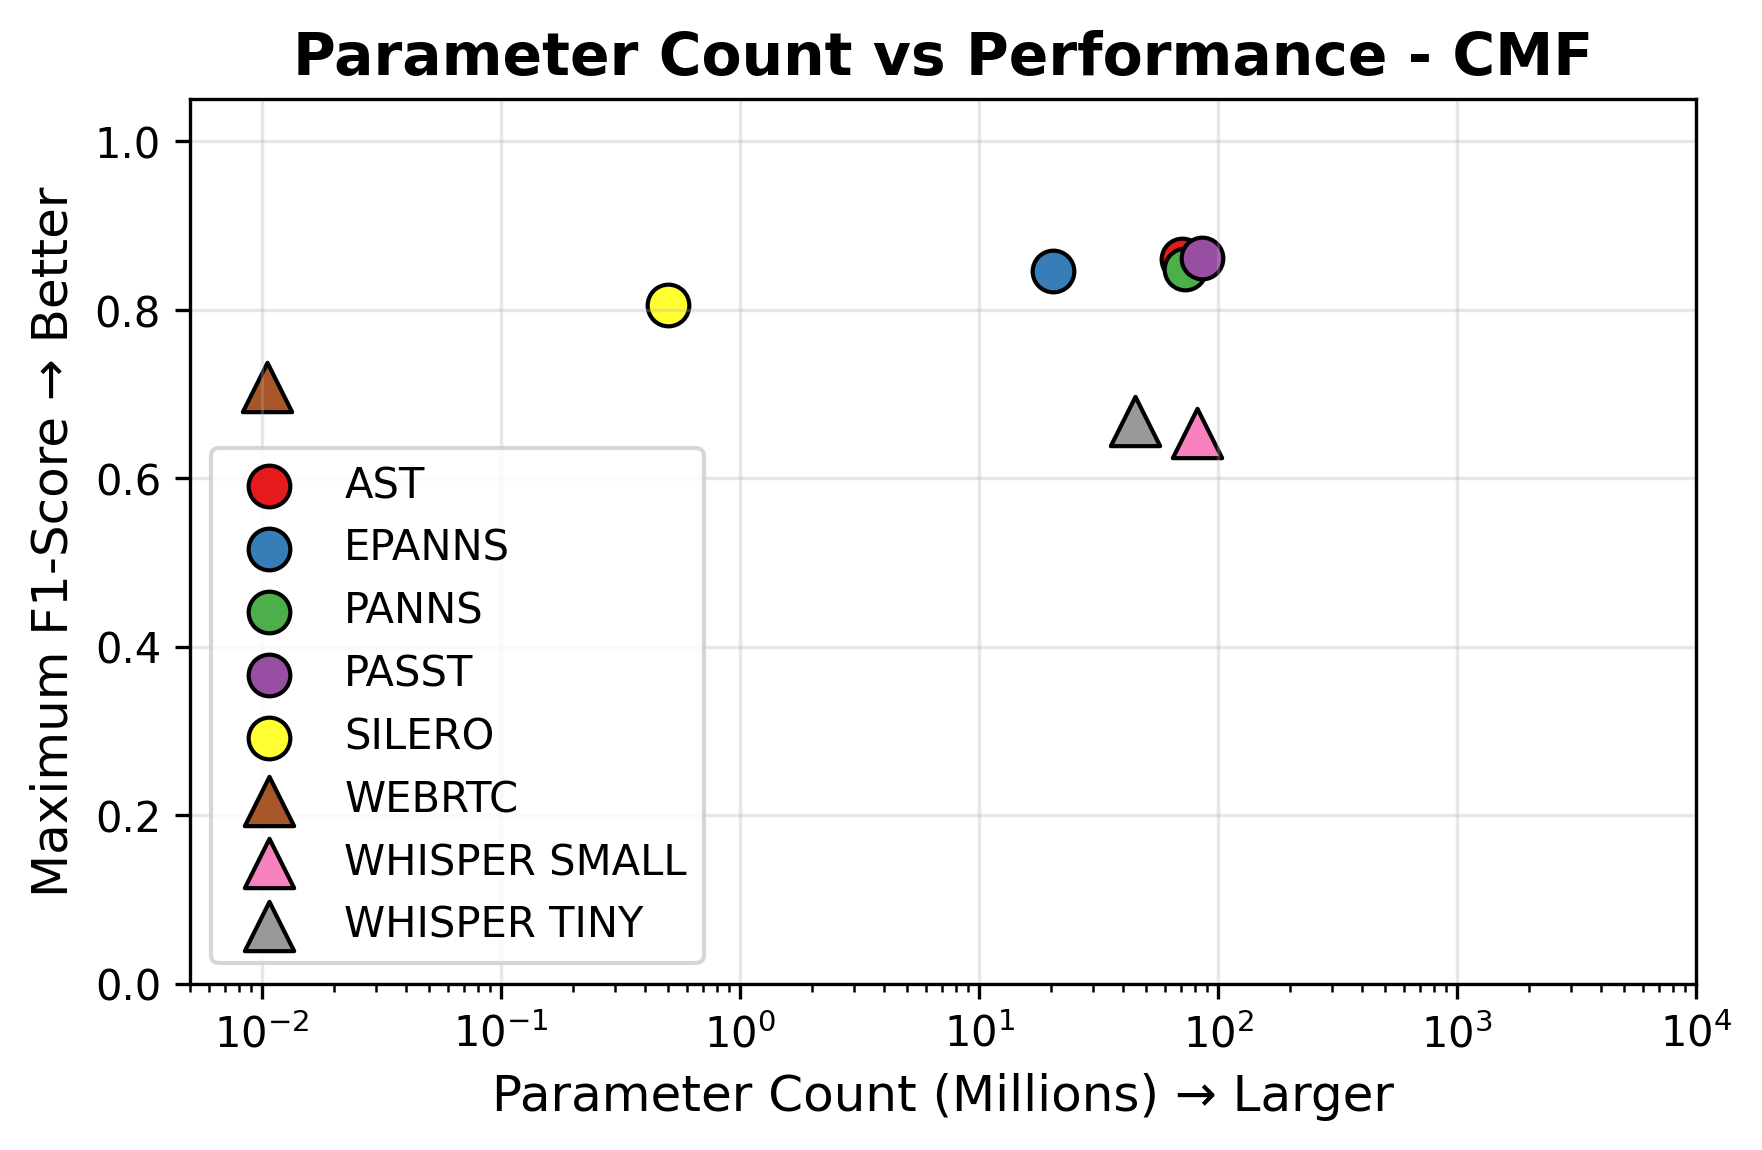 Parameter Count vs Performance - CMF
Maximum F1-Score → Better
1.0
0.8
0.6
0.4
0.2
0.0
AST
EPANNS
PANNS
PASST
SILERO
WEBRTC
WHISPER SMALL
WHISPER TINY
10⁻² 10⁻¹ 10⁰ 10¹ 10² 10³ 10⁴
Parameter Count (Millions) → Larger